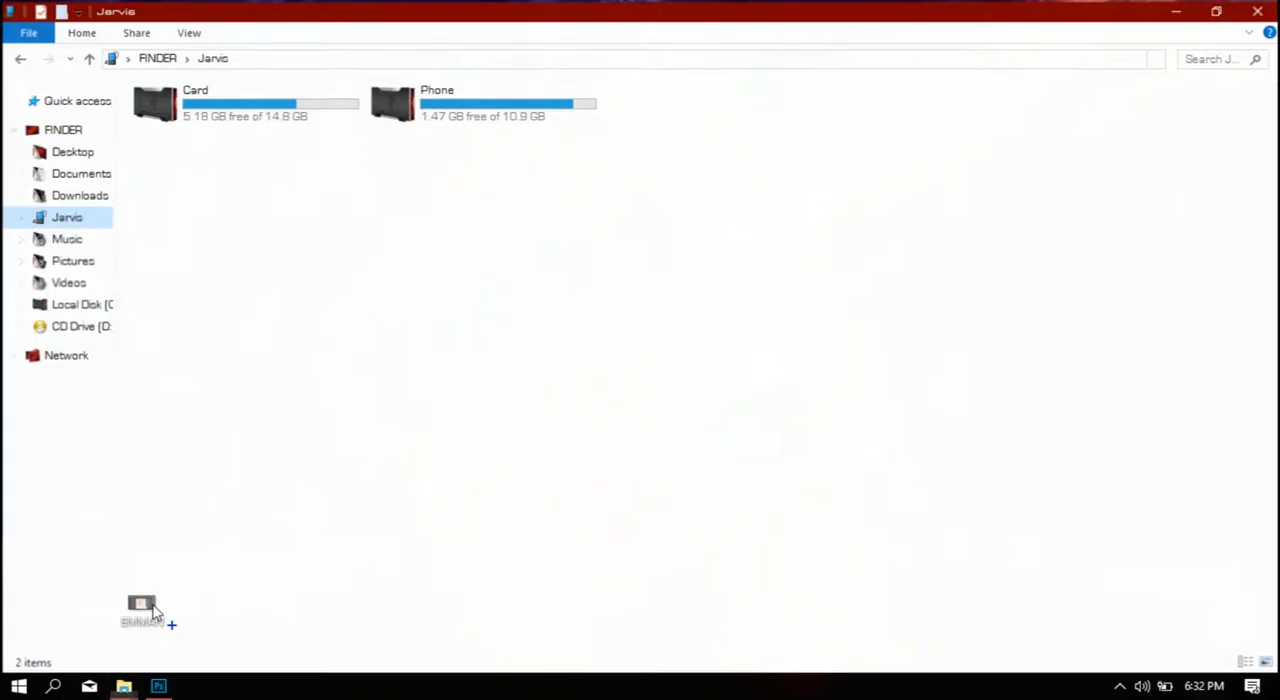 Jarvis
File Home Share View
FINDER Jarvis
Search J...
Card
5.18 GB free of 14.8 GB
Phone
1.47 GB free of 10.9 GB
Quick access
FINDER
Desktop
Documents
Downloads
Jarvis
Music
Pictures
Videos
Local Disk (C
CD Drive (D:
Network
2 items
Ps
6:32 PM